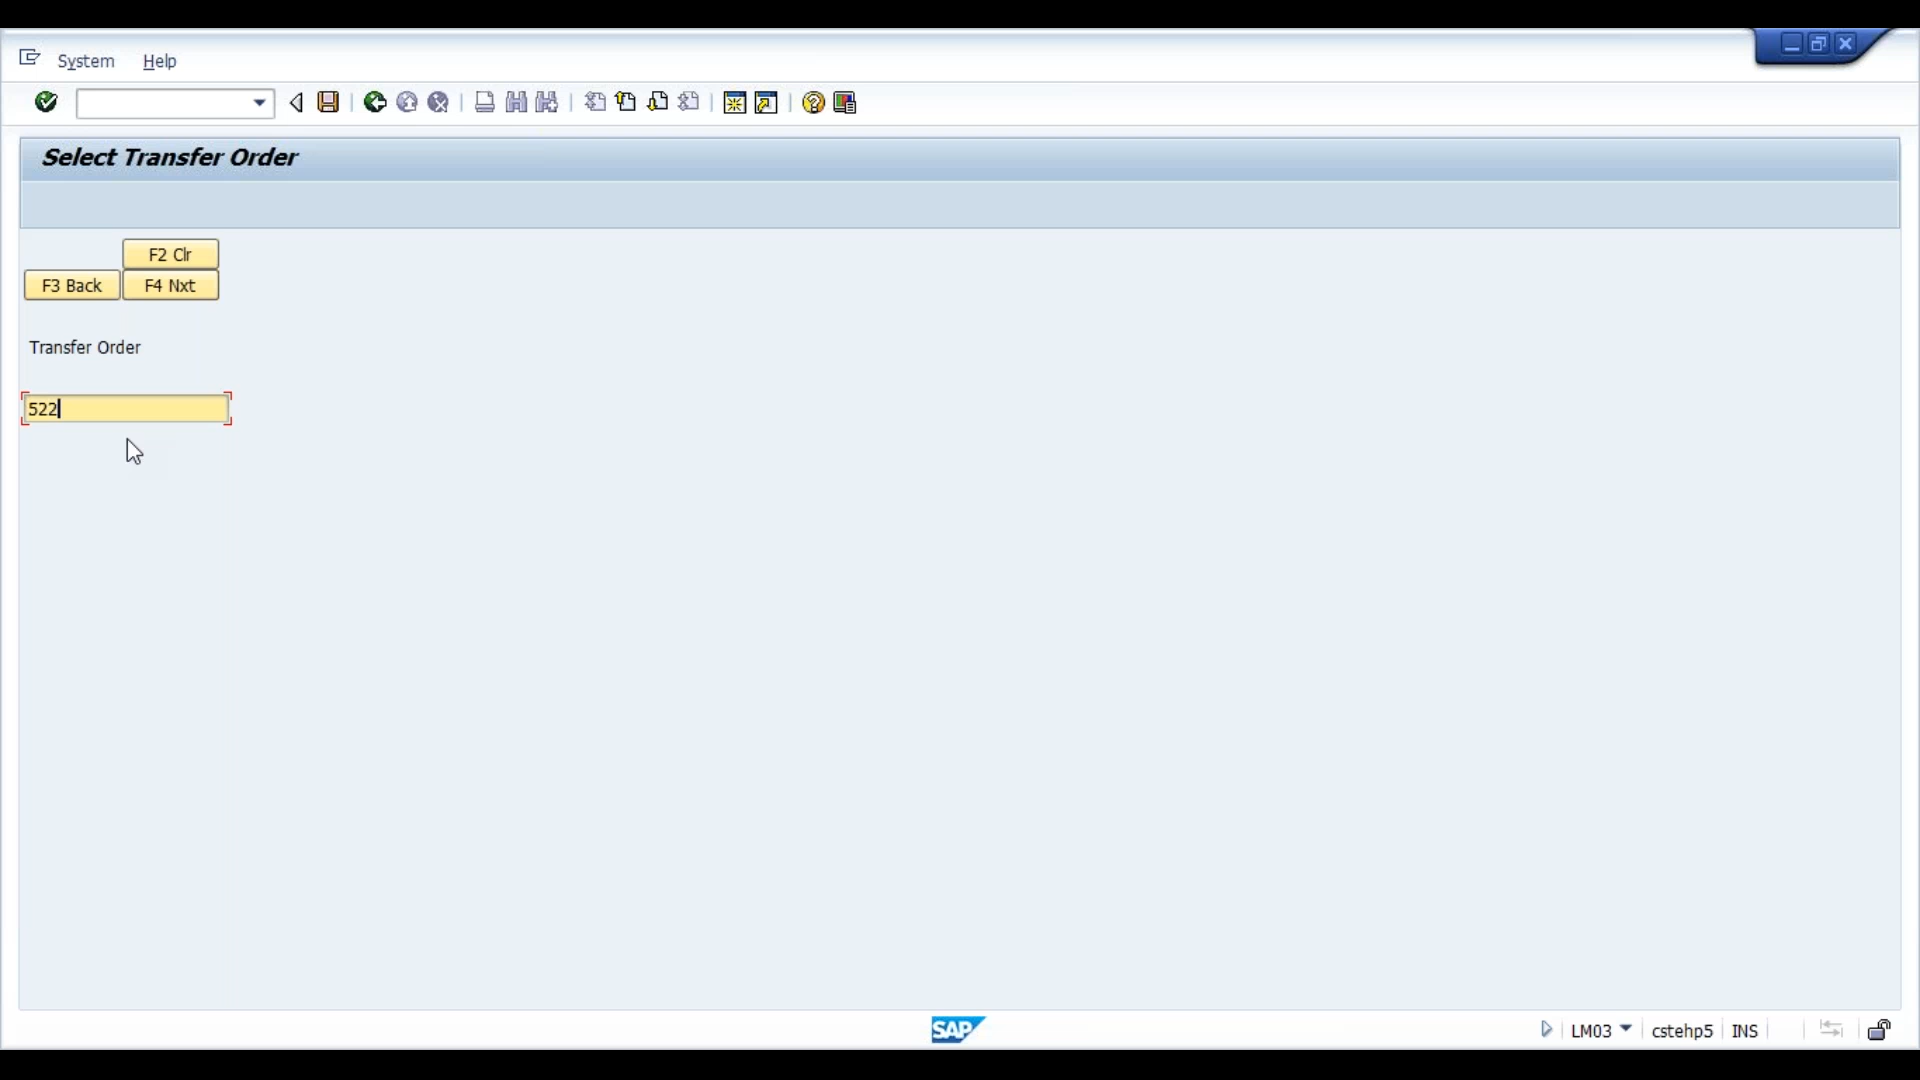 System Help
Select Transfer Order
F2 Clr
F3 Back F4 Nxt
Transfer Order
522
SAP LM03 cstehp5 INS